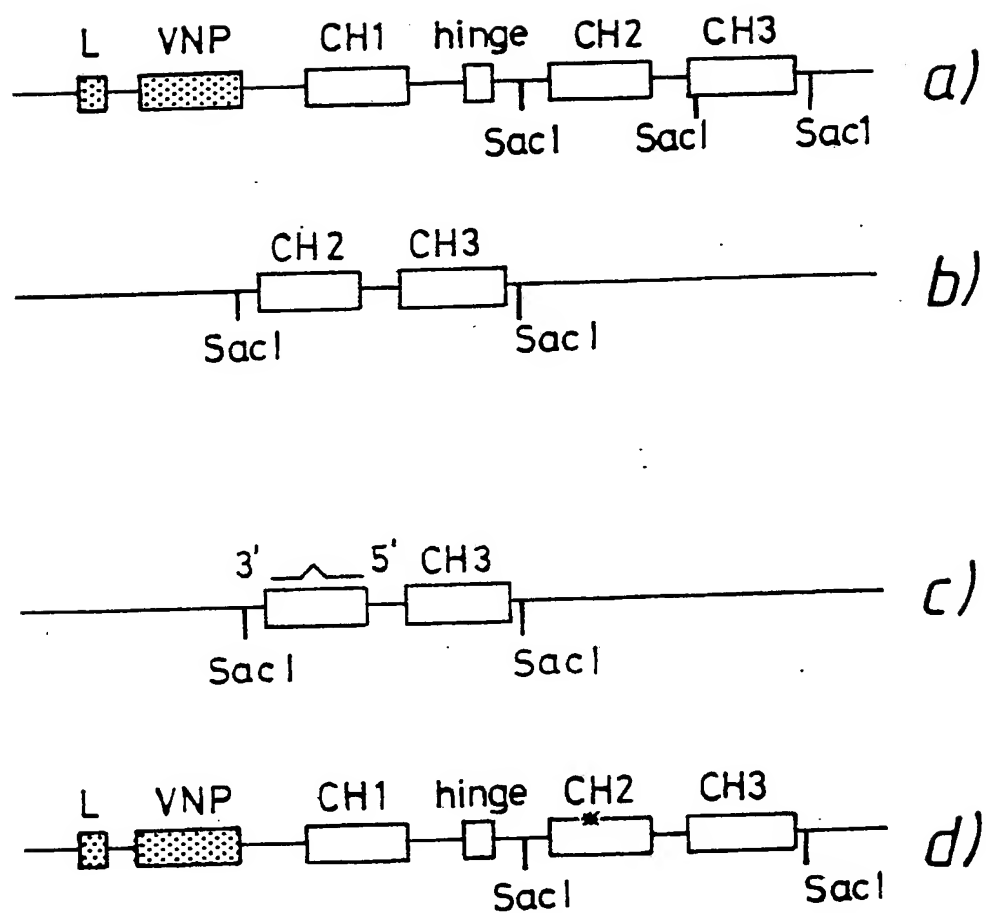 L VNP CH1 hinge CH2 CH3
a)
SacI SacI Sac1
CH2 CH3
b)
SacI SacI
3' 5' CH3
c)
SacI SacI
L VNP CH1 hinge CH2 CH3
*
d)
SacI SacI